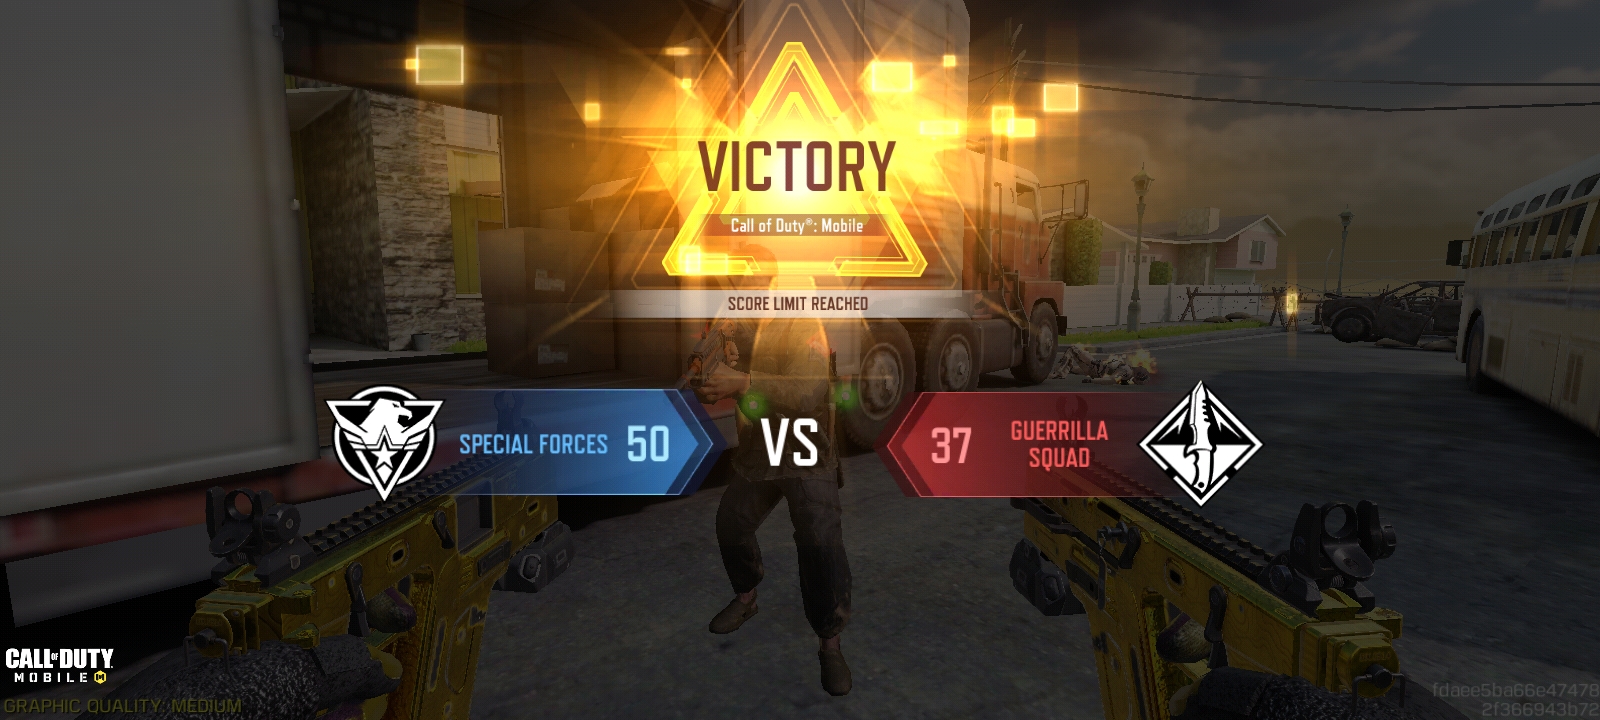 VICTORY
Call of Duty®: Mobile
SCORE LIMIT REACHED
SPECIAL FORCES 50
VS
37 GUERRILLA
SQUAD
CALL OF DUTY
MOBILE
GRAPHIC QUALITY: MEDIUM
fdaee5ba66e47478
2f366943b72